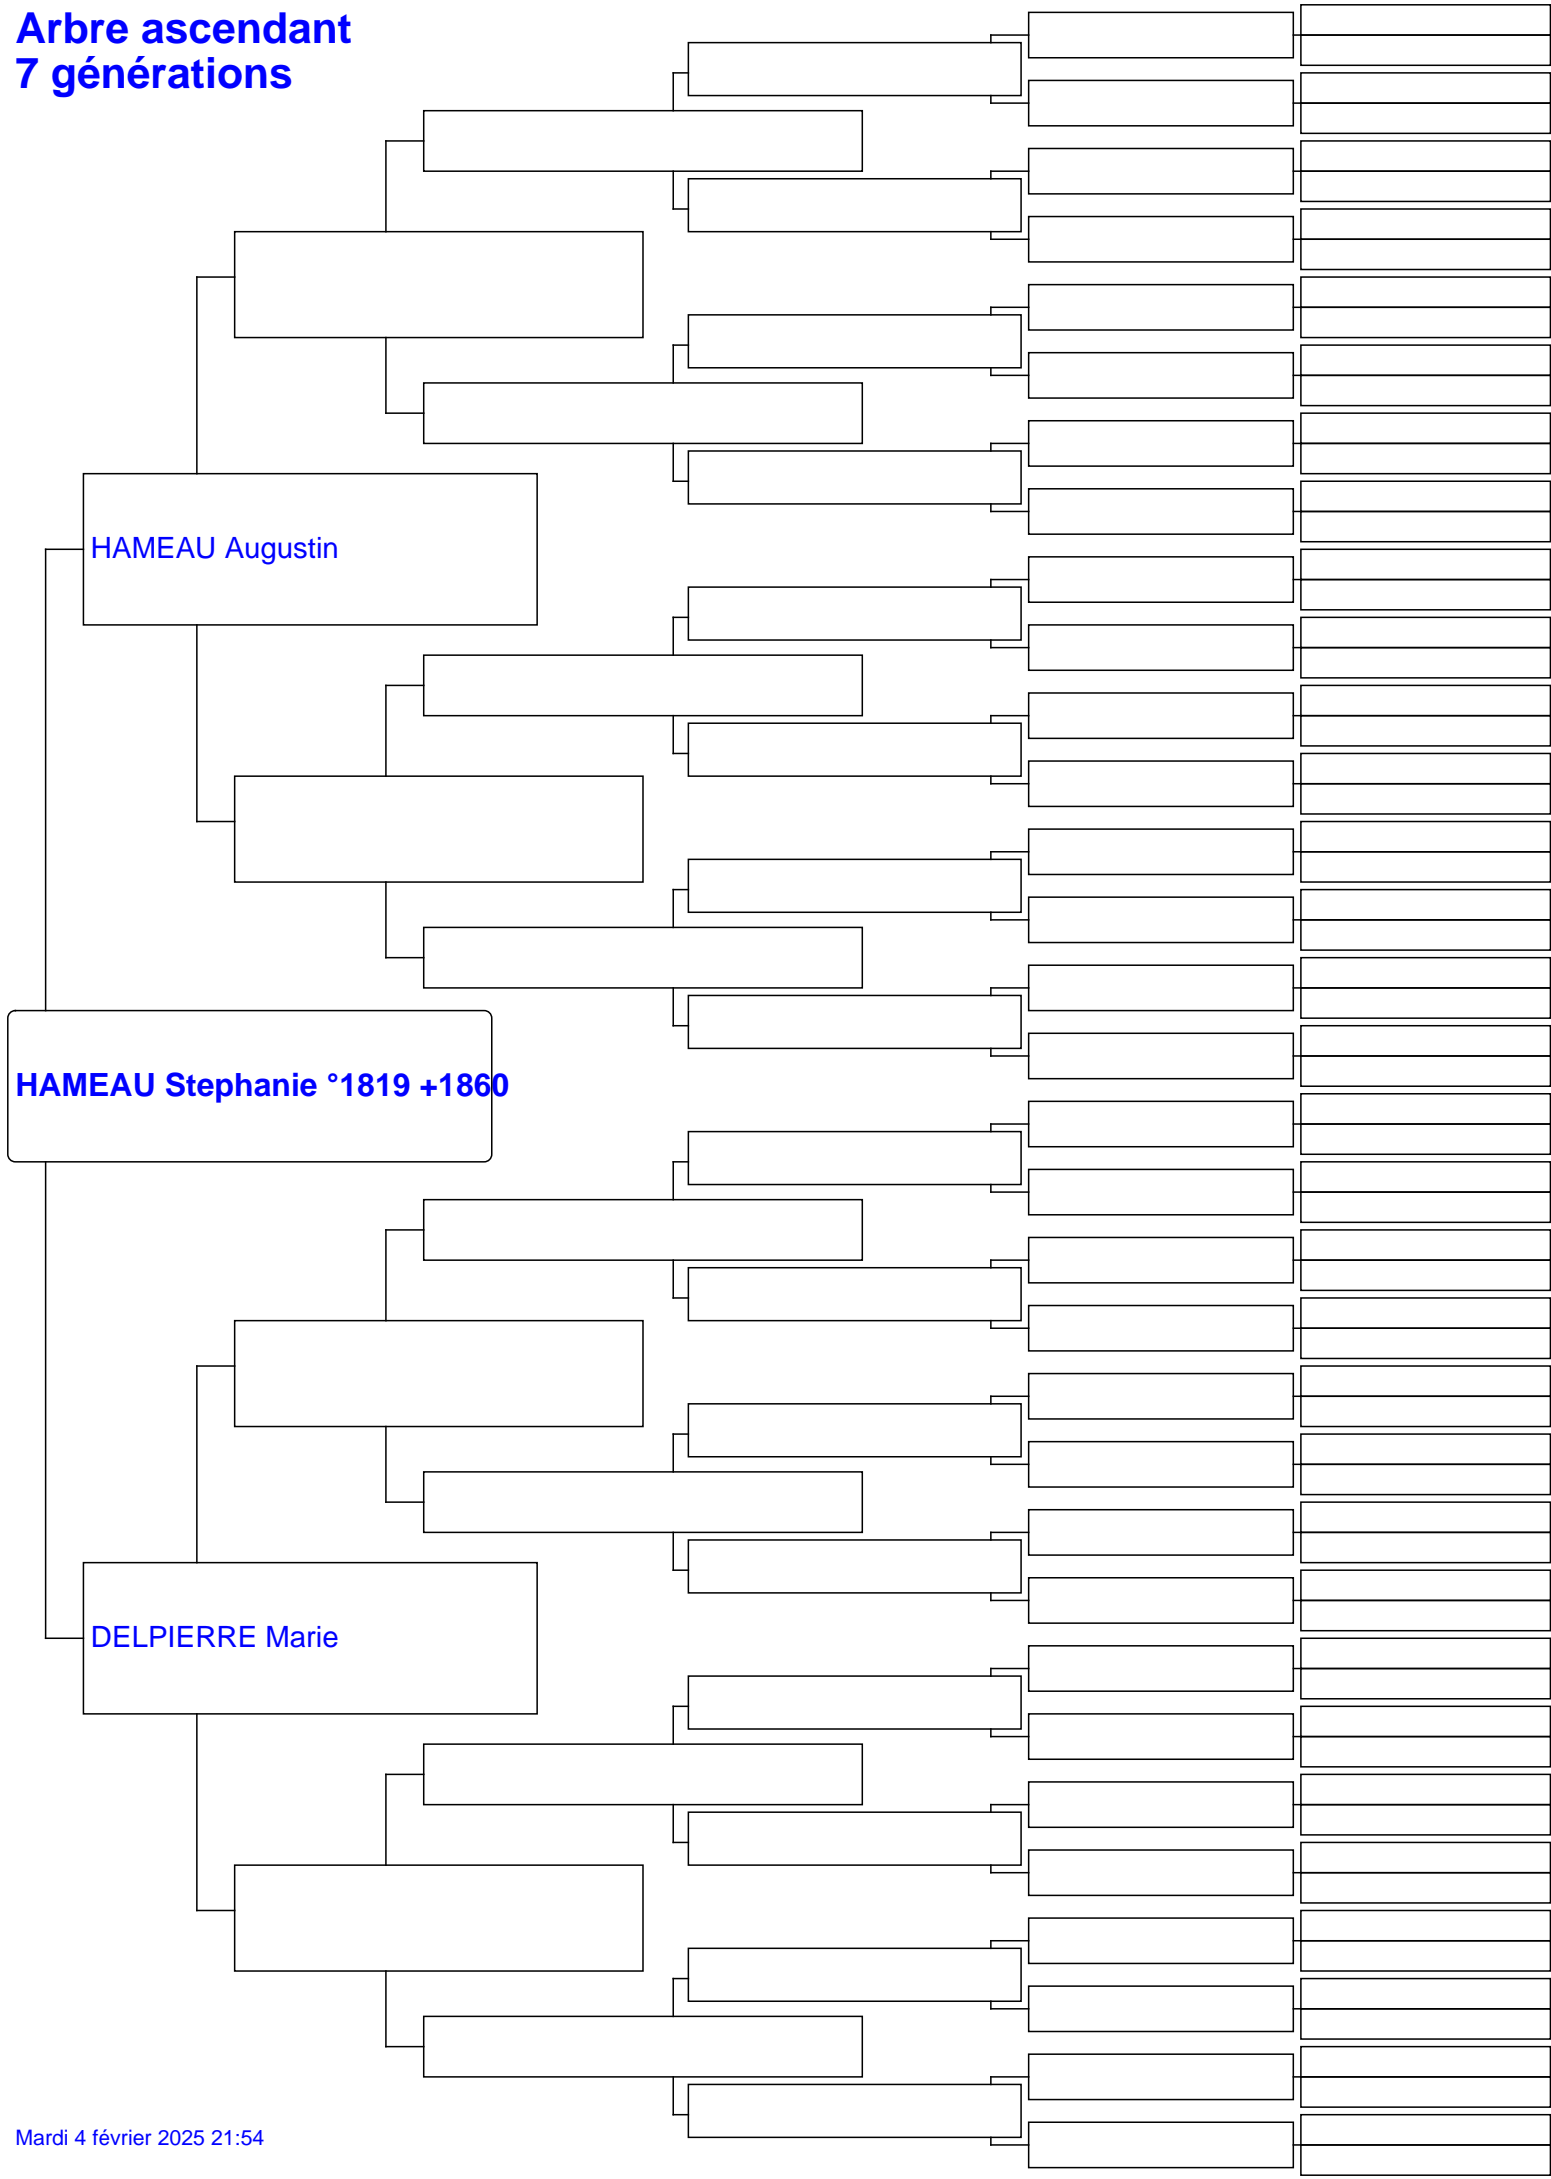 Arbre ascendant
7 générations
HAMEAU Augustin
HAMEAU Stephanie °1819 +1860
DELPIERRE Marie
Mardi 4 février 2025 21:54